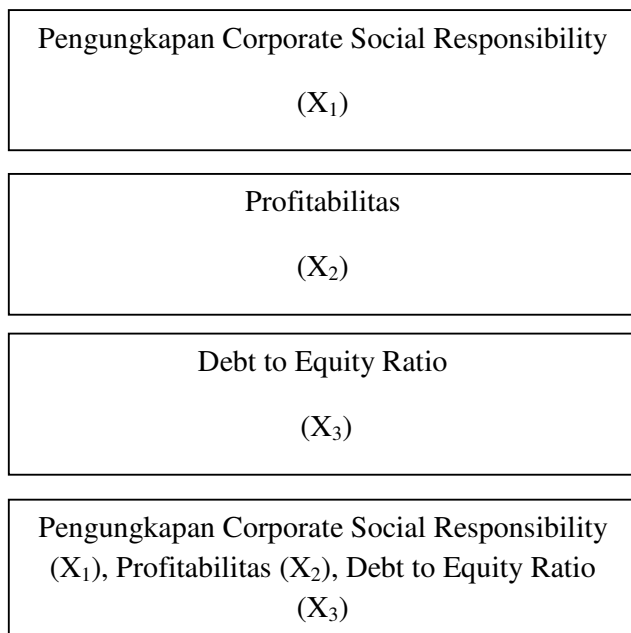 Pengungkapan Corporate Social Responsibility
(X₁)
Profitabilitas
(X₂)
Debt to Equity Ratio
(X₃)
Pengungkapan Corporate Social Responsibility
(X₁), Profitabilitas (X₂), Debt to Equity Ratio
(X₃)